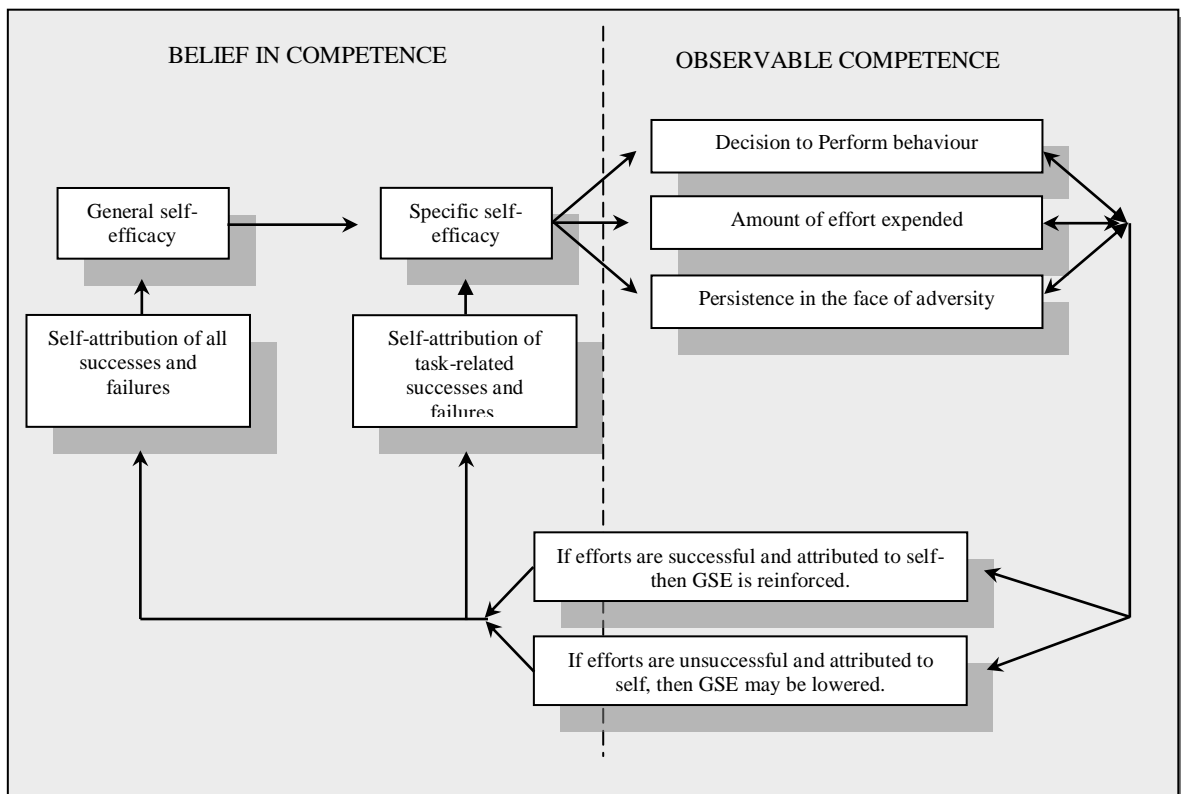 BELIEF IN COMPETENCE
OBSERVABLE COMPETENCE
Decision to Perform behaviour
General self-
efficacy
Specific self-
efficacy
Amount of effort expended
Persistence in the face of adversity
Self-attribution of all
successes and
failures
Self-attribution of
task-related
successes and
failures
If efforts are successful and attributed to self-
then GSE is reinforced.
If efforts are unsuccessful and attributed to
self, then GSE may be lowered.